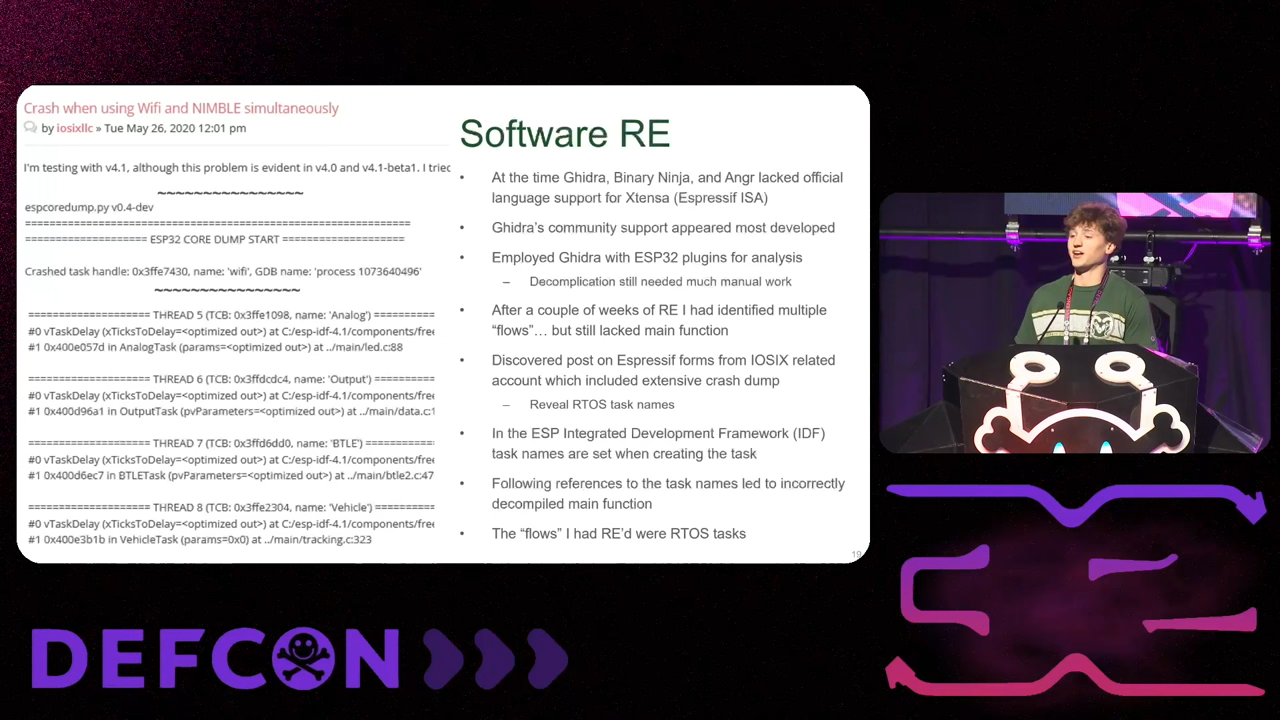 Crash when using Wifi and NIMBLE simultaneously
by iosixllc » Tue May 26, 2020 12:01 pm
I'm testing with v4.1, although this problem is evident in v4.0 and v4.1-beta1. I tried
~~~~~~~~~~~~~~~~
espcoredump.py v0.4-dev
===============================================================
==================== ESP32 CORE DUMP START ====================
Crashed task handle: 0x3ffe7430, name: 'wifi', GDB name: 'process 1073640496'
~~~~~~~~~~~~~~~~
==================== THREAD 5 (TCB: 0x3ffe1098, name: 'Analog') ==========
#0 vTaskDelay (xTicksToDelay=<optimized out>) at C:/esp-idf-4.1/components/free
#1 0x400e057d in AnalogTask (params=<optimized out>) at ../main/led.c:88
==================== THREAD 6 (TCB: 0x3ffdcdc4, name: 'Output') ==========
#0 vTaskDelay (xTicksToDelay=<optimized out>) at C:/esp-idf-4.1/components/free
#1 0x400d96a1 in OutputTask (pvParameters=<optimized out>) at ../main/data.c:1
==================== THREAD 7 (TCB: 0x3ffd6dd0, name: 'BTLE') ===========
#0 vTaskDelay (xTicksToDelay=<optimized out>) at C:/esp-idf-4.1/components/free
#1 0x400d6ec7 in BTLETask (pvParameters=<optimized out>) at ../main/btle2.c:47
==================== THREAD 8 (TCB: 0x3ffe2304, name: 'Vehicle') ==========
#0 vTaskDelay (xTicksToDelay=<optimized out>) at C:/esp-idf-4.1/components/free
#1 0x400e3b1b in VehicleTask (params=0x0) at ../main/tracking.c:323
Software RE
• At the time Ghidra, Binary Ninja, and Angr lacked official
language support for Xtensa (Espressif ISA)
• Ghidra's community support appeared most developed
• Employed Ghidra with ESP32 plugins for analysis
– Decomplication still needed much manual work
• After a couple of weeks of RE I had identified multiple
“flows”… but still lacked main function
• Discovered post on Espressif forms from IOSIX related
account which included extensive crash dump
– Reveal RTOS task names
• In the ESP Integrated Development Framework (IDF)
task names are set when creating the task
• Following references to the task names led to incorrectly
decompiled main function
• The “flows” I had RE'd were RTOS tasks
19
DEFCON